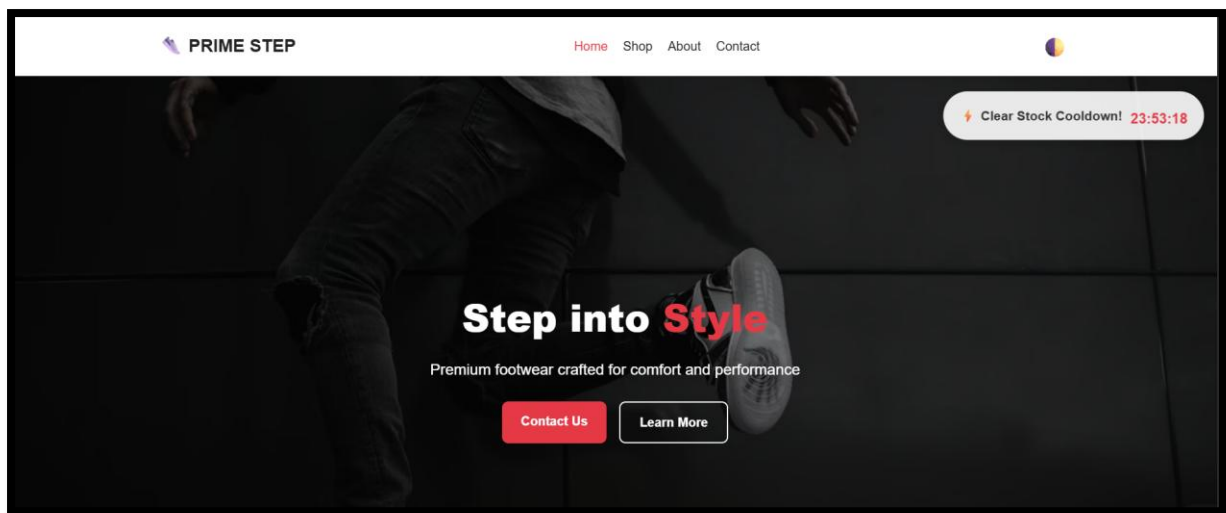 PRIME STEP
Home Shop About Contact
Clear Stock Cooldown! 23:53:18
Step into Style
Premium footwear crafted for comfort and performance
Contact Us Learn More